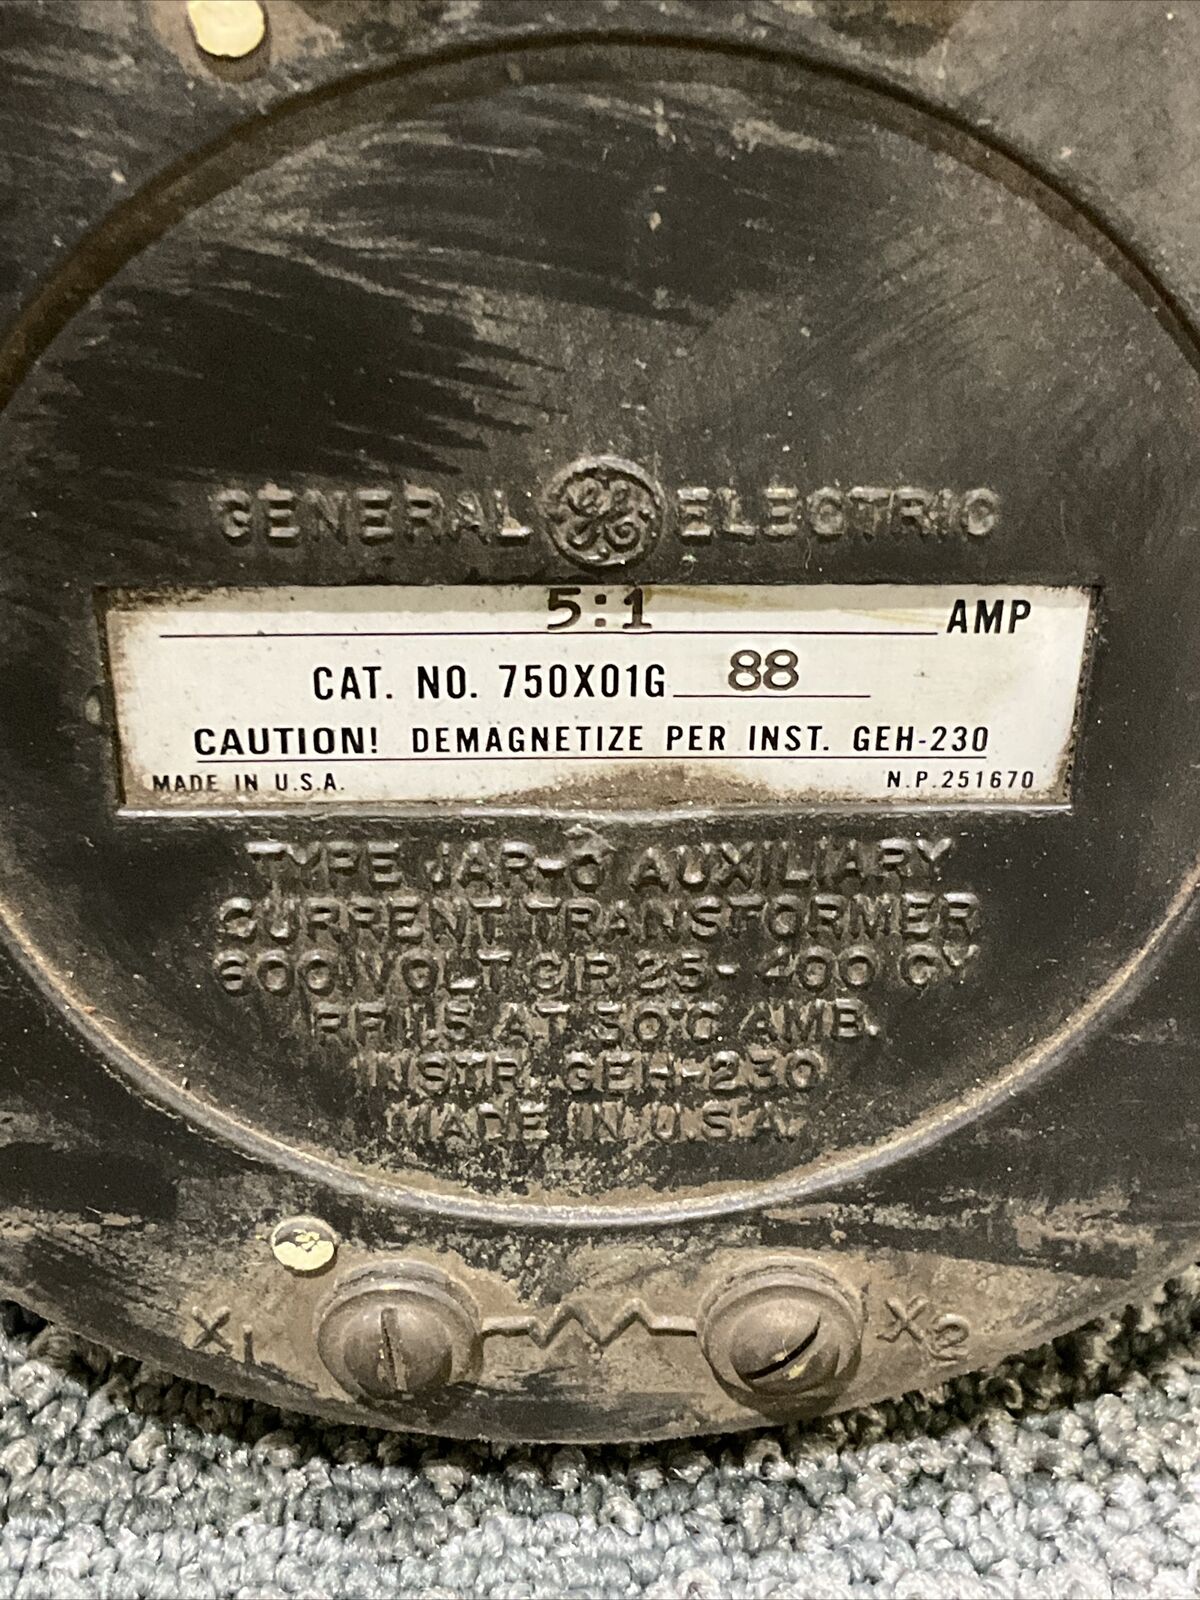 GENERAL GE ELECTRIC
5:1 AMP
CAT. NO. 750X01G 88
CAUTION! DEMAGNETIZE PER INST. GEH-230
MADE IN U.S.A. N.P. 251670
TYPE JAR-0 AUXILIARY
CURRENT TRANSFORMER
600 VOLT CIR 25-400 CY
RF 1.5 AT 50°C AMB.
INSTR. GEH-230
MADE IN U.S.A.
X1 X2